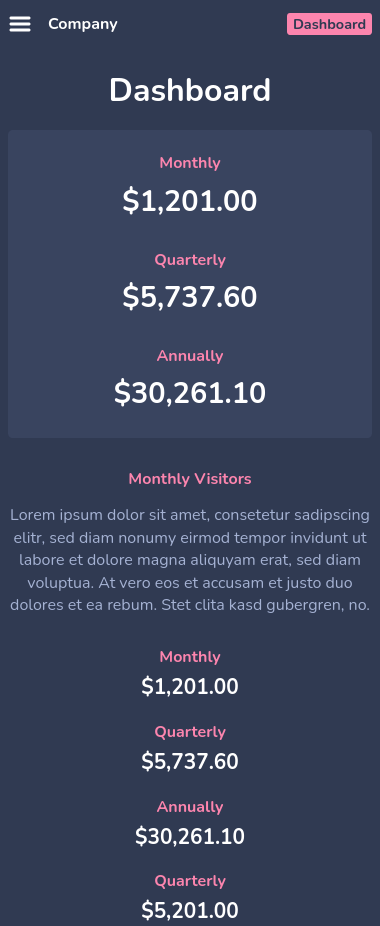 Company
Dashboard
Dashboard
Monthly
$1,201.00
Quarterly
$5,737.60
Annually
$30,261.10
Monthly Visitors
Lorem ipsum dolor sit amet, consetetur sadipscing
elitr, sed diam nonumy eirmod tempor invidunt ut
labore et dolore magna aliquyam erat, sed diam
voluptua. At vero eos et accusam et justo duo
dolores et ea rebum. Stet clita kasd gubergren, no.
Monthly
$1,201.00
Quarterly
$5,737.60
Annually
$30,261.10
Quarterly
$5,201.00